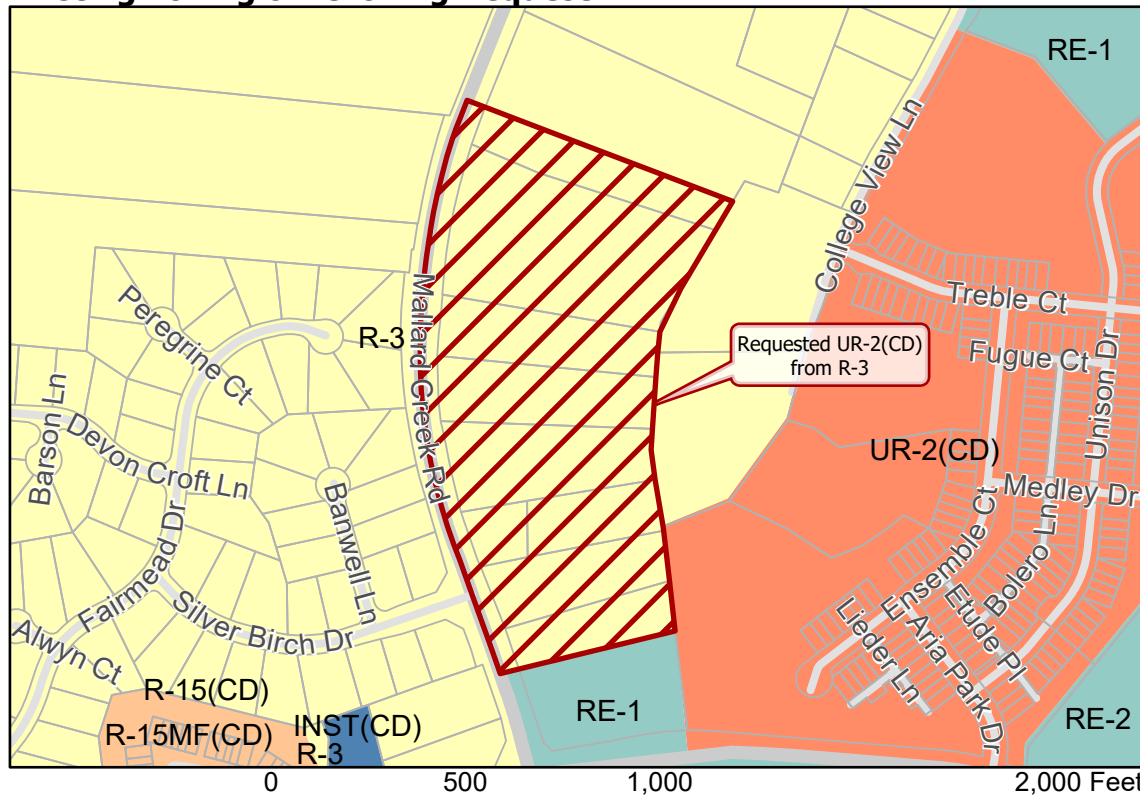 RE-1
College View Ln
Treble Ct
Mallard Creek Rd
Peregrine Ct
R-3
Requested UR-2(CD)
from R-3
Fugue Ct
Unison Dr
Barson Ln
Devon Croft Ln
UR-2(CD)
Medley Dr
Banwell Ln
Ensemble Ct
Bolero Ln
Fairmead Dr
Silver Birch Dr
Etude Pl
Lieder Ln
Aria Park Dr
Alwyn Ct
R-15(CD)
RE-1
INST(CD)
R-15MF(CD)
R-3
RE-2
0 500 1,000 2,000 Feet